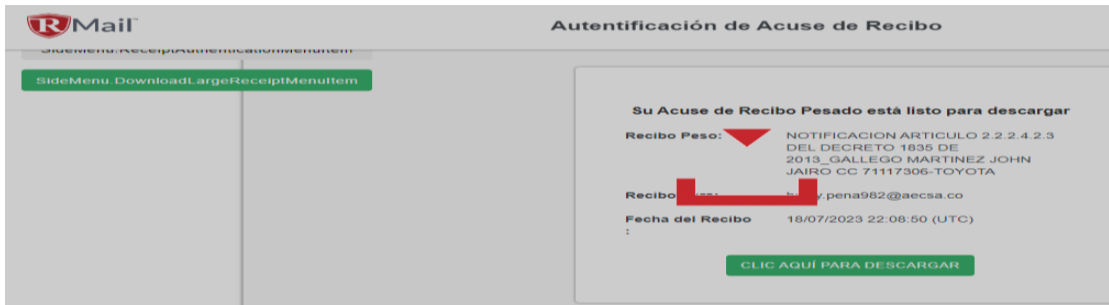 RMail
Autentificación de Acuse de Recibo
SideMenu.ReceiptAuthenticationMenuItem
SideMenu.DownloadLargeReceiptMenuItem
Su Acuse de Recibo Pesado está listo para descargar
Recibo Peso: NOTIFICACION ARTICULO 2.2.2.4.2.3
DEL DECRETO 1835 DE
2013_GALLEGO MARTINEZ JOHN
JAIRO CC 71117306-TOYOTA
Recibo .pena982@aecsa.co
Fecha del Recibo 18/07/2023 22:08:50 (UTC)
:
CLIC AQUÍ PARA DESCARGAR